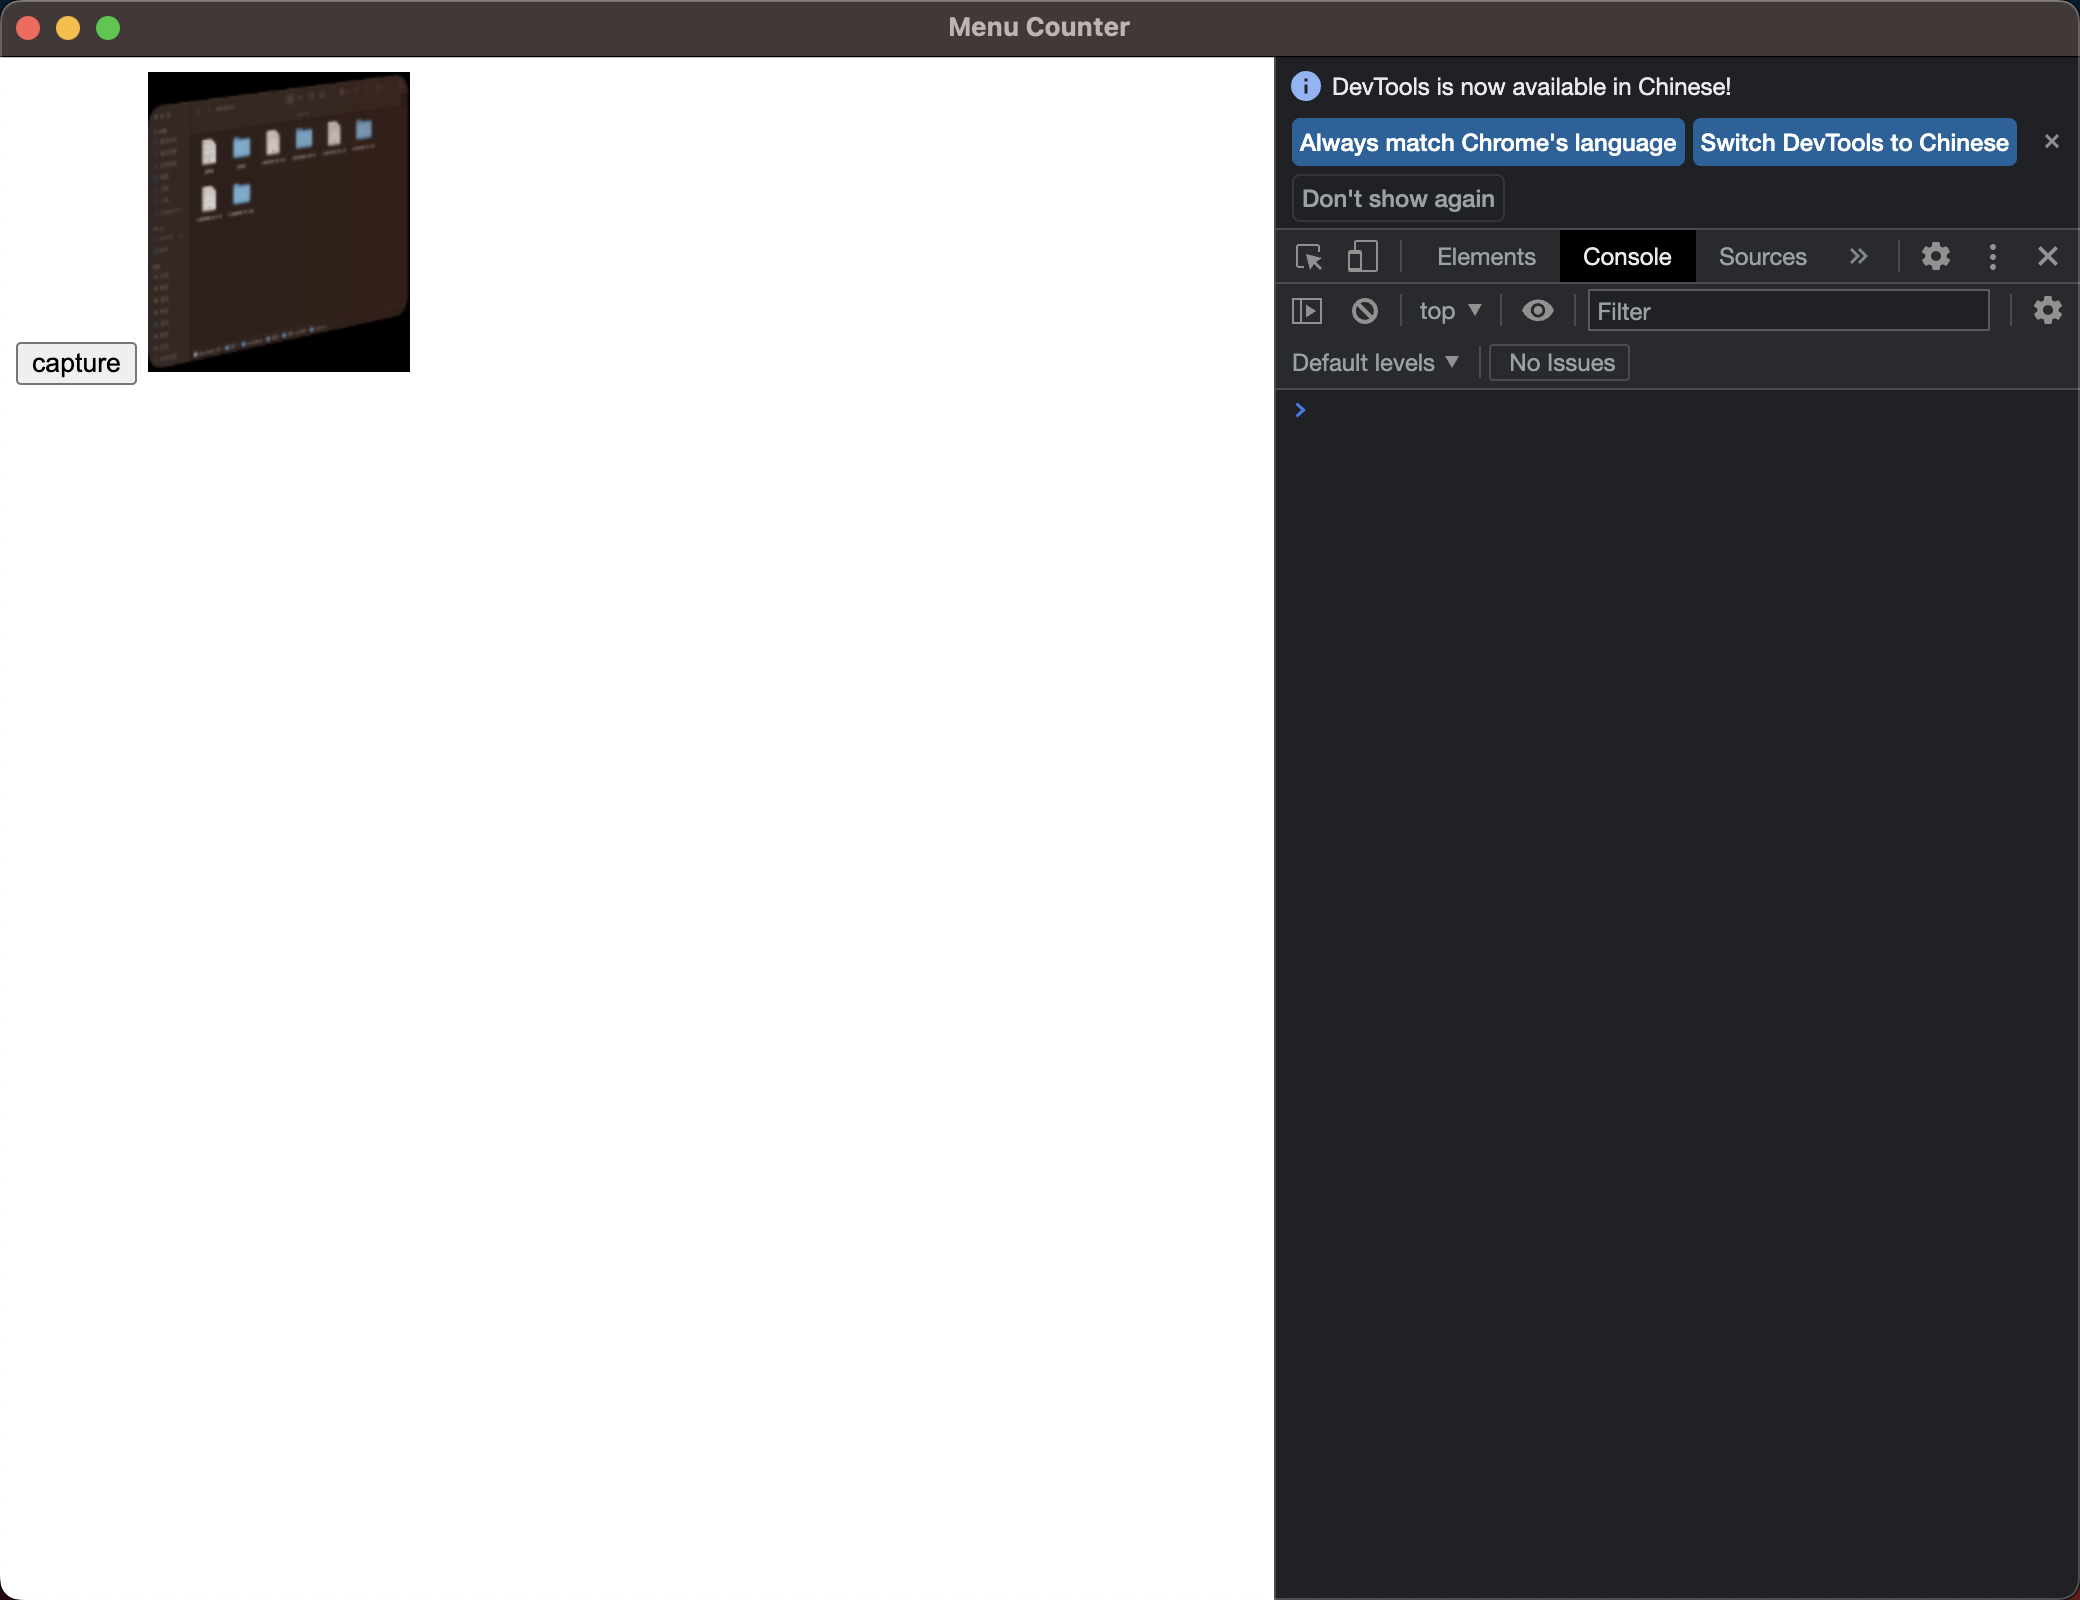 Menu Counter
capture
DevTools is now available in Chinese!
Always match Chrome's language
Switch DevTools to Chinese
Don't show again
Elements
Console
Sources
top
Filter
Default levels
No Issues